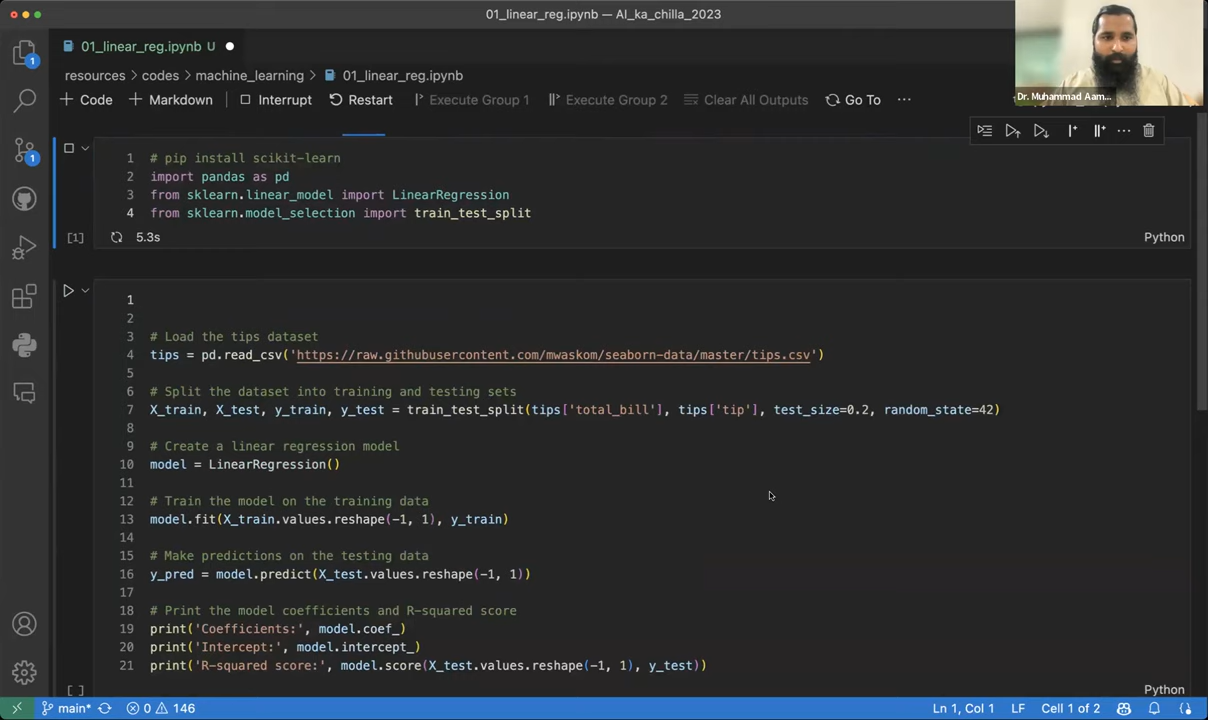 01_linear_reg.ipynb — AI_ka_chilla_2023
01_linear_reg.ipynb U
resources > codes > machine_learning > 01_linear_reg.ipynb
Code Markdown Interrupt Restart Execute Group 1 Execute Group 2 Clear All Outputs Go To ...
Dr. Muhammad Aam...
1 # pip install scikit-learn
2 import pandas as pd
3 from sklearn.linear_model import LinearRegression
4 from sklearn.model_selection import train_test_split
[1] 5.3s Python
1
2
3 # Load the tips dataset
4 tips = pd.read_csv('https://raw.githubusercontent.com/mwaskom/seaborn-data/master/tips.csv')
5
6 # Split the dataset into training and testing sets
7 X_train, X_test, y_train, y_test = train_test_split(tips['total_bill'], tips['tip'], test_size=0.2, random_state=42)
8
9 # Create a linear regression model
10 model = LinearRegression()
11
12 # Train the model on the training data
13 model.fit(X_train.values.reshape(-1, 1), y_train)
14
15 # Make predictions on the testing data
16 y_pred = model.predict(X_test.values.reshape(-1, 1))
17
18 # Print the model coefficients and R-squared score
19 print('Coefficients:', model.coef_)
20 print('Intercept:', model.intercept_)
21 print('R-squared score:', model.score(X_test.values.reshape(-1, 1), y_test))
[ ] Python
main* 0 146 Ln 1, Col 1 LF Cell 1 of 2